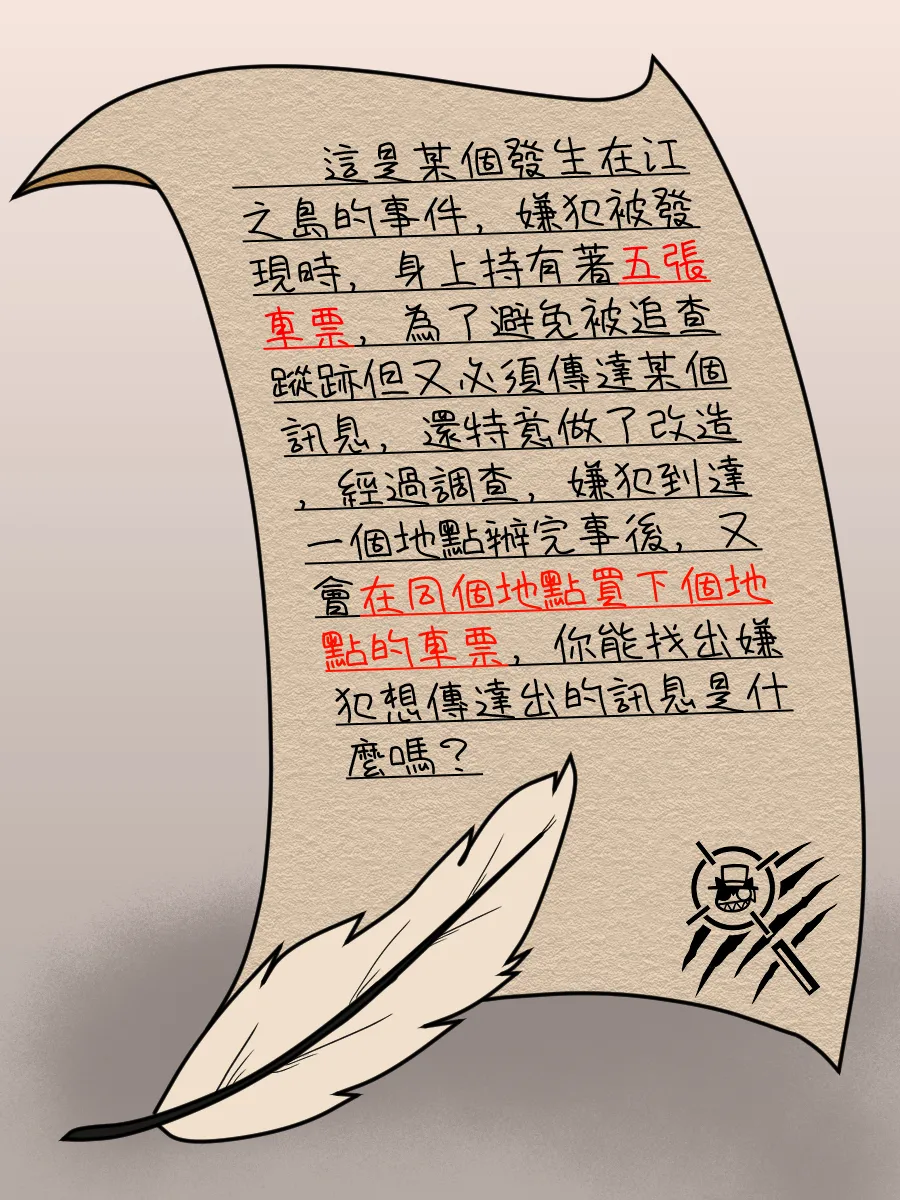 這是某個發生在江
之島的事件，嫌犯被發
現時，身上持有著五張
車票，為了避免被追查
蹤跡但又必須傳達某個
訊息，還特意做了改造
，經過調查，嫌犯到達
一個地點辦完事後，又
會在同個地點買下個地
點的車票，你能找出嫌
犯想傳達出的訊息是什
麼嗎？